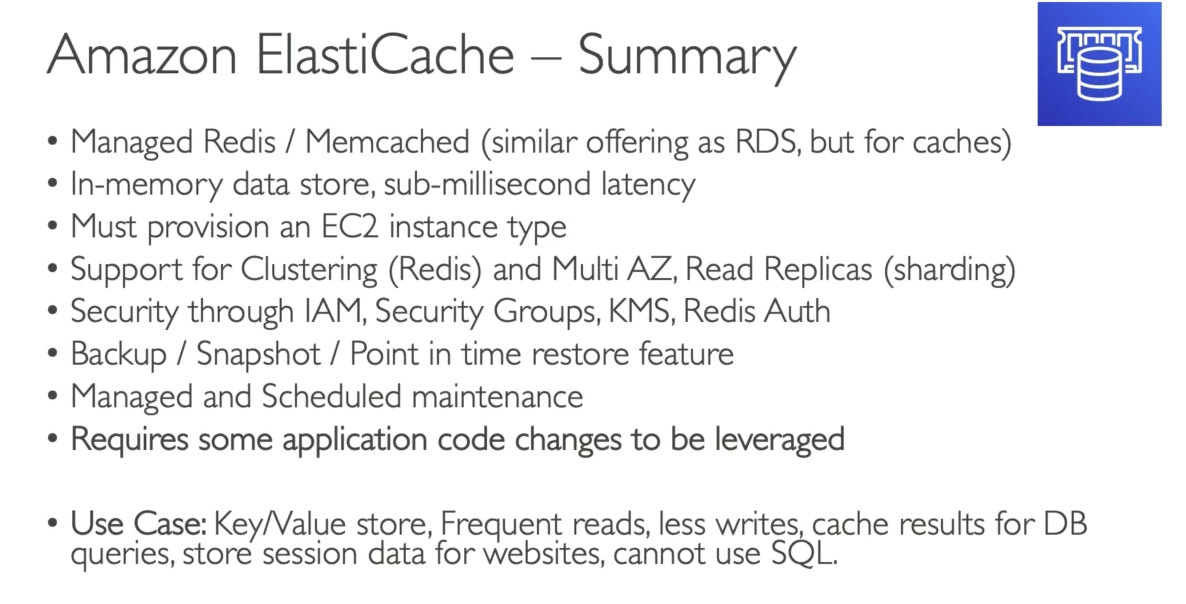 Amazon ElastiCache – Summary
• Managed Redis / Memcached (similar offering as RDS, but for caches)
• In-memory data store, sub-millisecond latency
• Must provision an EC2 instance type
• Support for Clustering (Redis) and Multi AZ, Read Replicas (sharding)
• Security through IAM, Security Groups, KMS, Redis Auth
• Backup / Snapshot / Point in time restore feature
• Managed and Scheduled maintenance
• Requires some application code changes to be leveraged
• Use Case: Key/Value store, Frequent reads, less writes, cache results for DB
queries, store session data for websites, cannot use SQL.